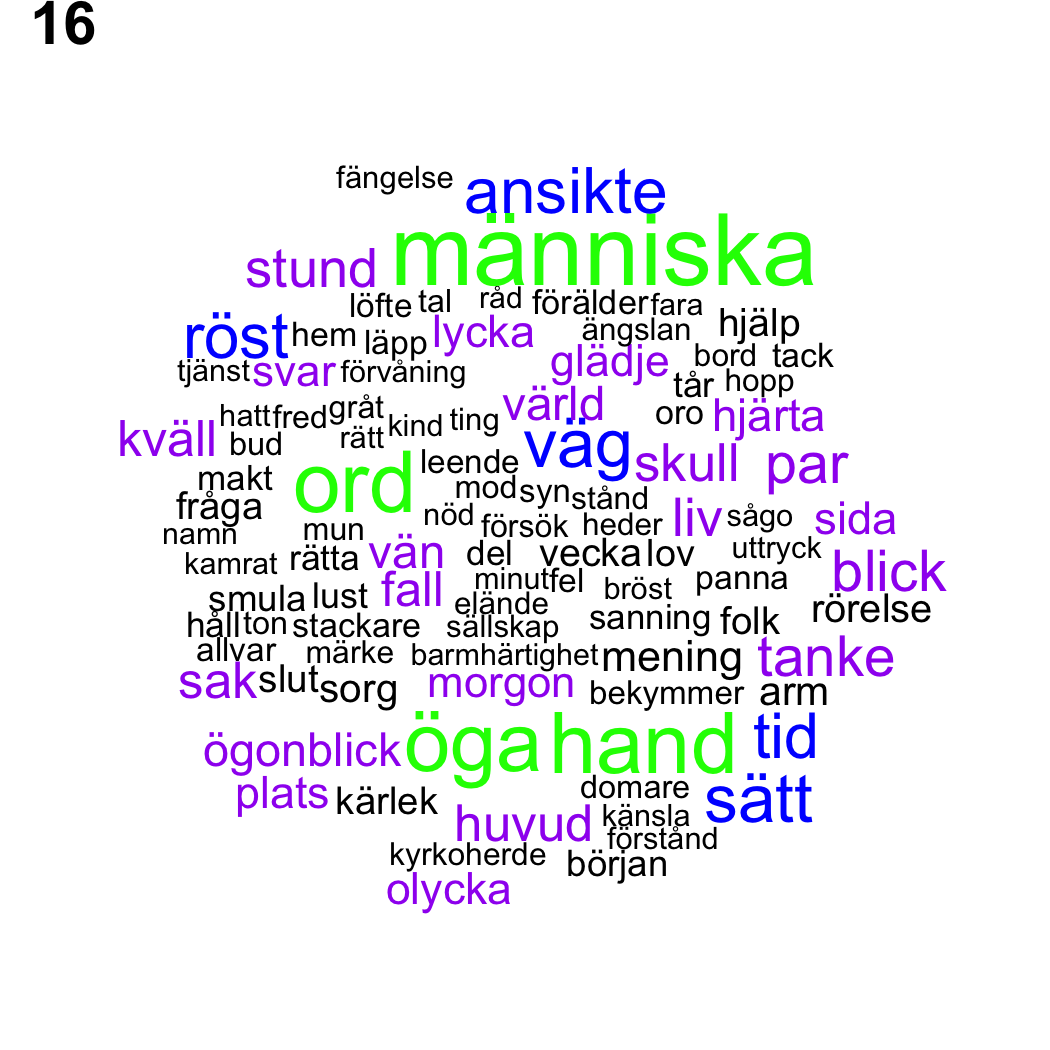 16
fängelse ansikte
stund människa
löfte tal råd förälder fara
röst hem läpp lycka ängslan hjälp
tjänst svar förvåning glädje bord tack
tår hopp
kväll hatt fred gråt kind ting värld oro hjärta
bud rätt väg
makt ord leende skull par
fråga mod syn stånd
namn mun nöd försök heder liv sågo sida
kamrat rätta vän del vecka lov uttryck blick
smula lust fall minut fel bröst panna
elände rörelse
håll ton stackare sällskap sanning folk
allvar märke barmhärtighet mening tanke
sak slut sorg morgon bekymmer arm
ögonblick öga hand tid
plats kärlek domare sätt
huvud känsla
förstånd
kyrkoherde början
olycka